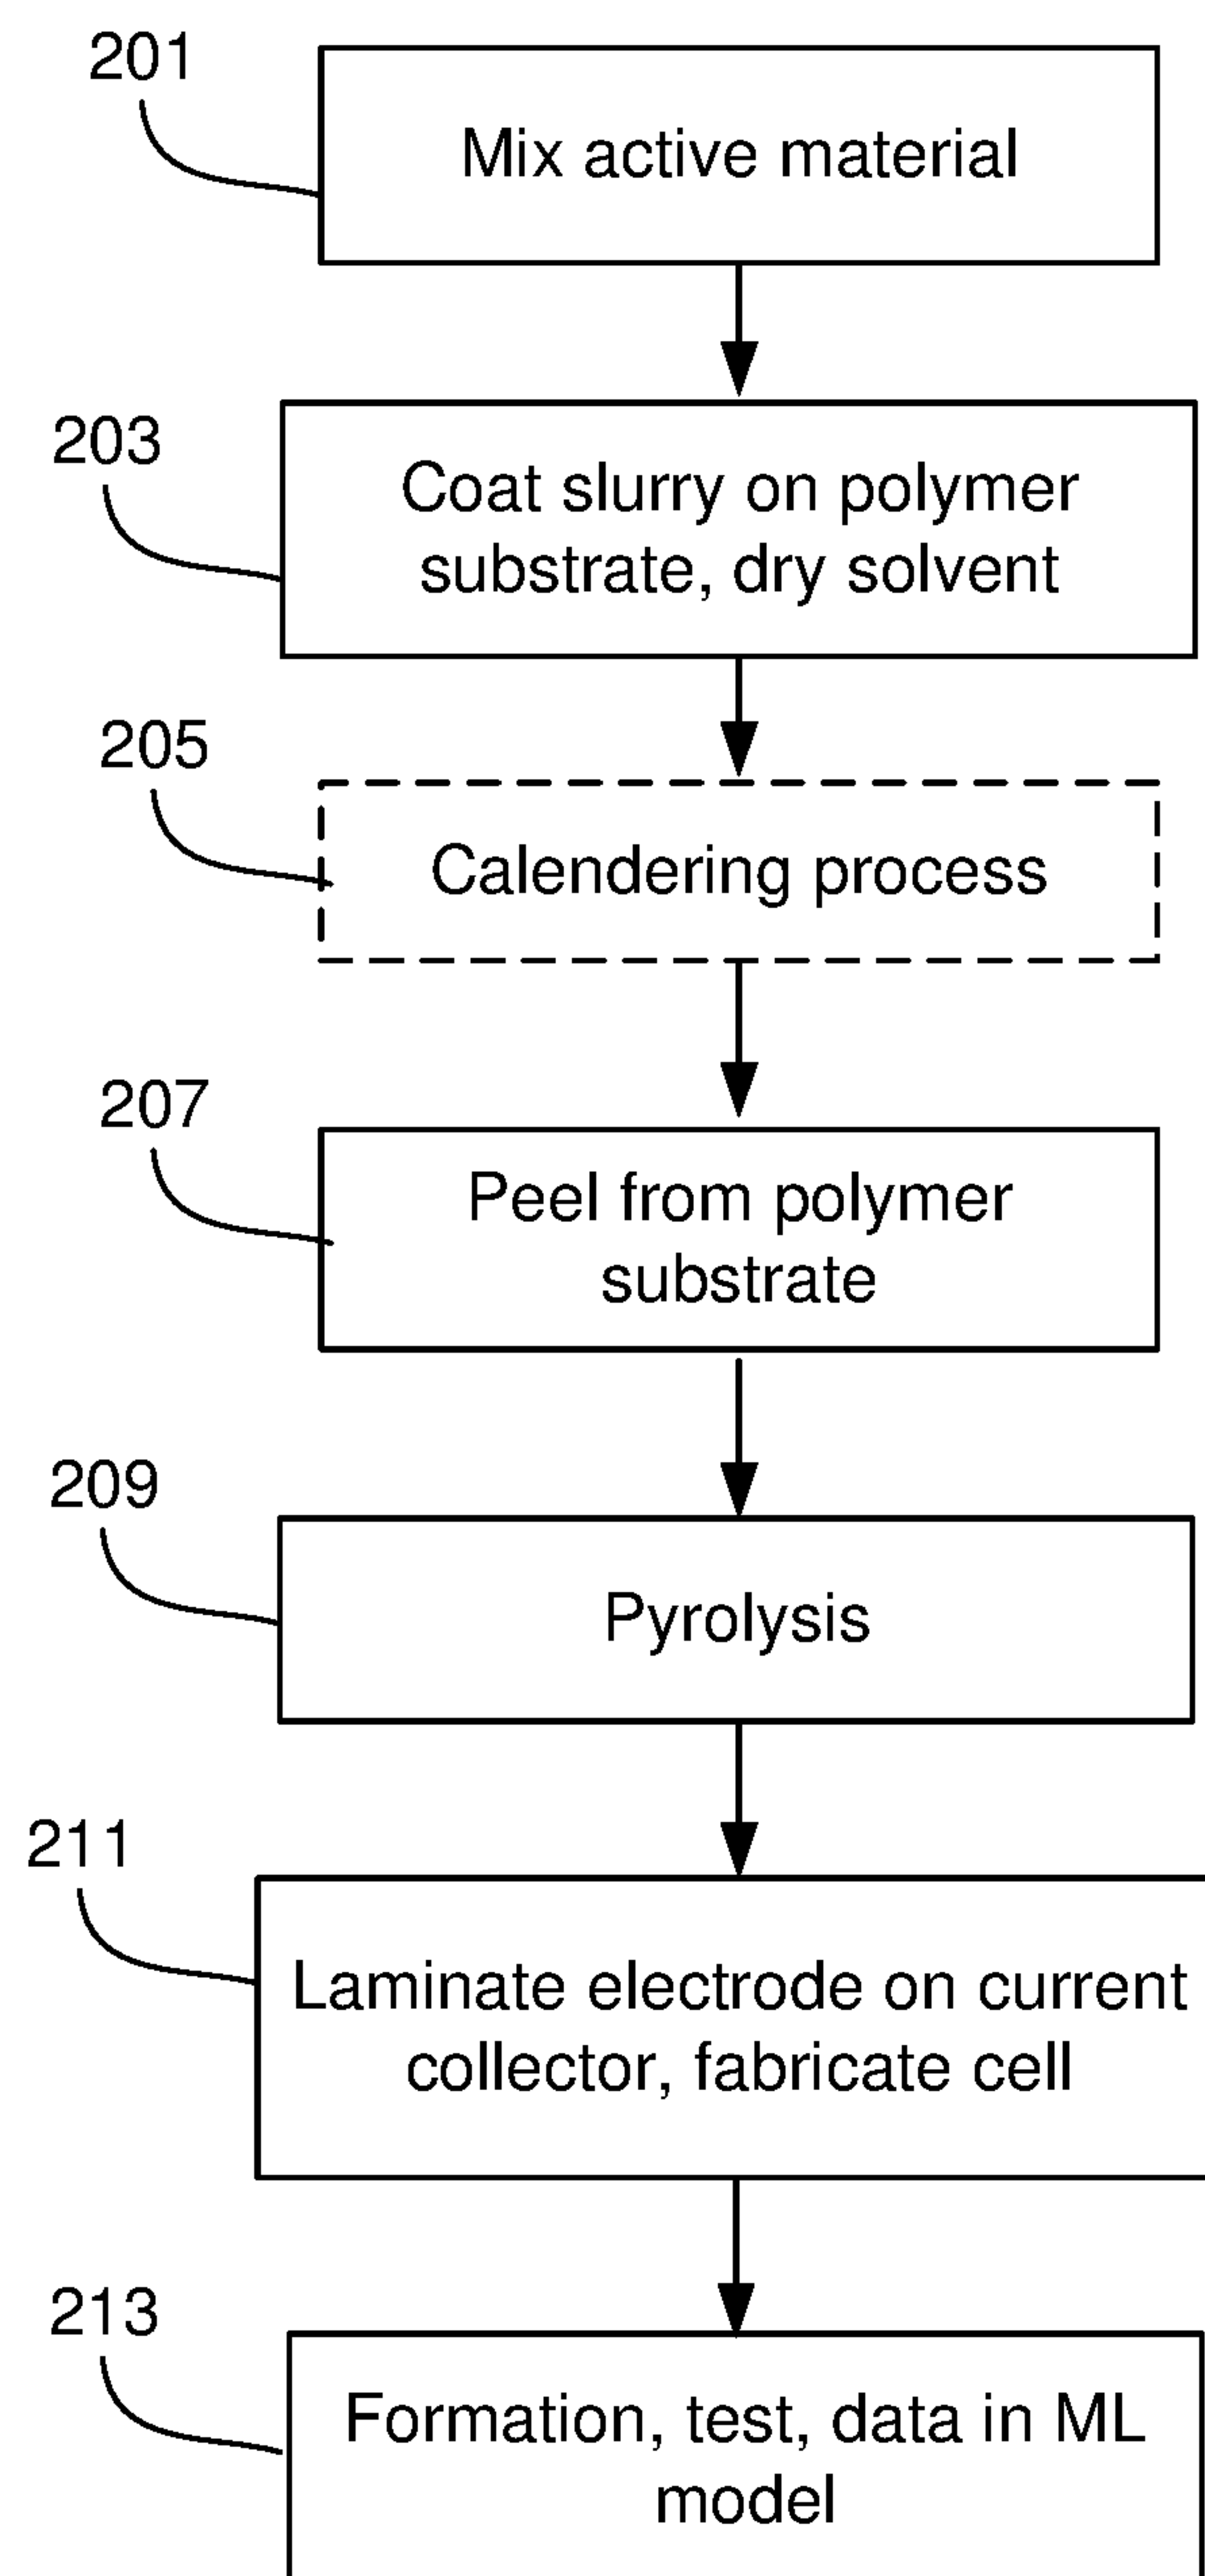 201
Mix active material
203
Coat slurry on polymer
substrate, dry solvent
205
Calendering process
207
Peel from polymer
substrate
209
Pyrolysis
211
Laminate electrode on current
collector, fabricate cell
213
Formation, test, data in ML
model